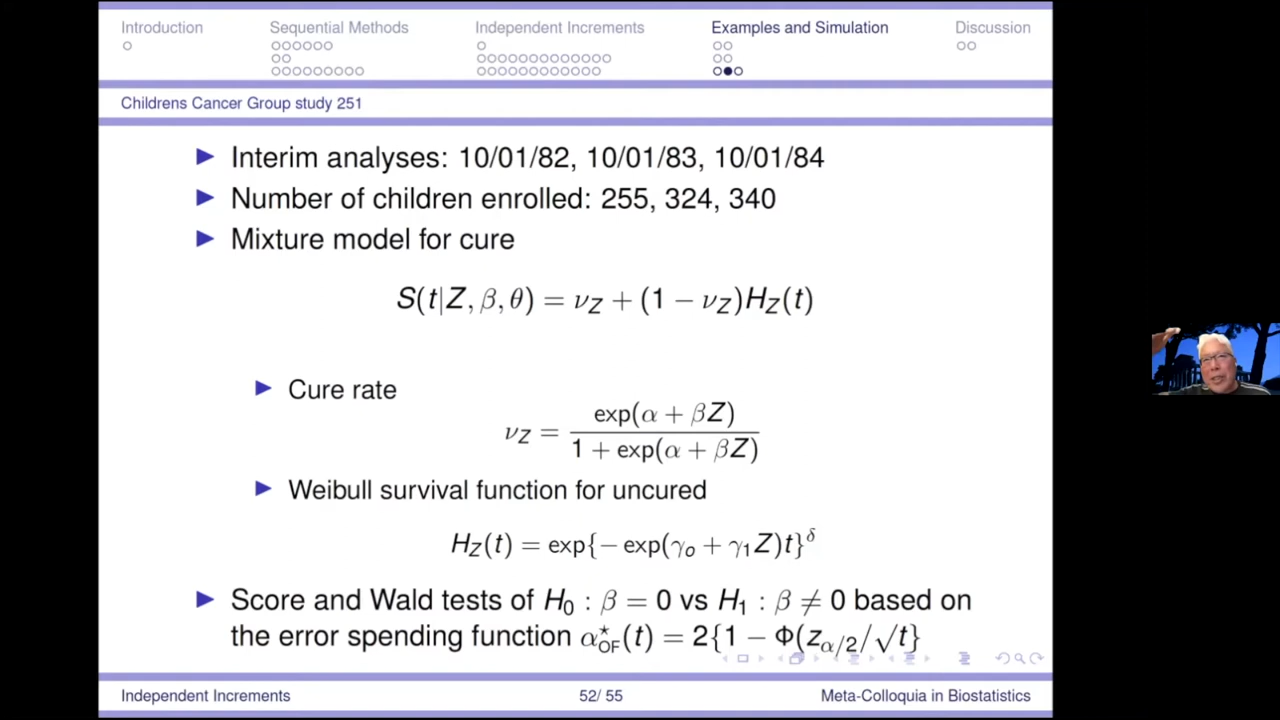 Introduction Sequential Methods Independent Increments Examples and Simulation Discussion
Childrens Cancer Group study 251
Interim analyses: 10/01/82, 10/01/83, 10/01/84
Number of children enrolled: 255, 324, 340
Mixture model for cure
S(t|Z, β, θ) = ν_Z + (1 − ν_Z)H_Z(t)
Cure rate
ν_Z = exp(α + βZ) / 1 + exp(α + βZ)
Weibull survival function for uncured
H_Z(t) = exp{− exp(γ_o + γ_1Z)t}^δ
Score and Wald tests of H_0 : β = 0 vs H_1 : β ≠ 0 based on
the error spending function α*_OF(t) = 2{1 − Φ(z_α/2/√t}
Independent Increments 52/ 55 Meta-Colloquia in Biostatistics